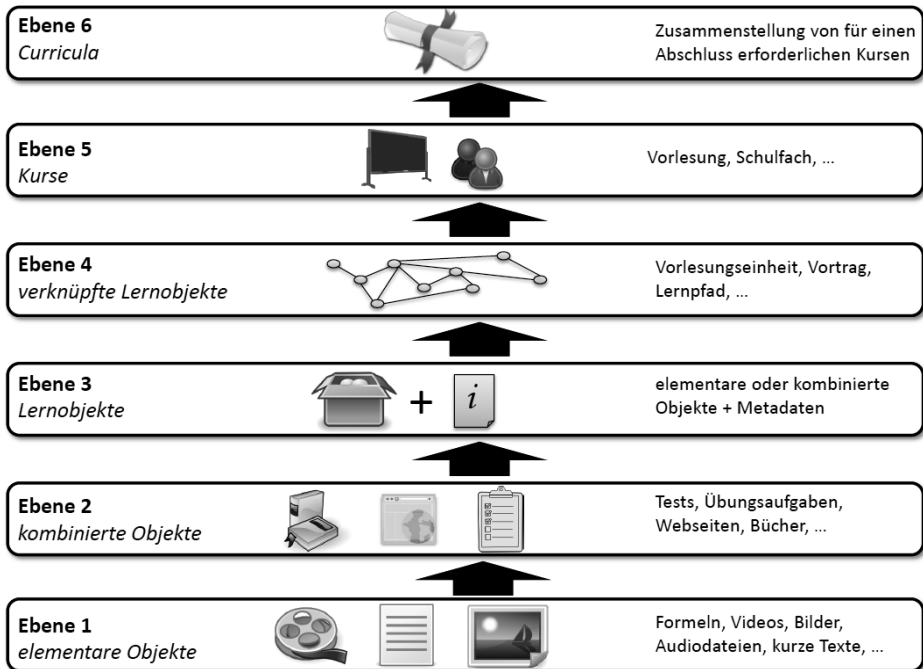 Ebene 6
Curricula
Zusammenstellung von für einen
Abschluss erforderlichen Kursen
Ebene 5
Kurse
Vorlesung, Schulfach, ...
Ebene 4
verknüpfte Lernobjekte
Vorlesungseinheit, Vortrag,
Lernpfad, ...
Ebene 3
Lernobjekte
+
i
elementare oder kombinierte
Objekte + Metadaten
Ebene 2
kombinierte Objekte
Tests, Übungsaufgaben,
Webseiten, Bücher, ...
Ebene 1
elementare Objekte
Formeln, Videos, Bilder,
Audiodateien, kurze Texte, ...